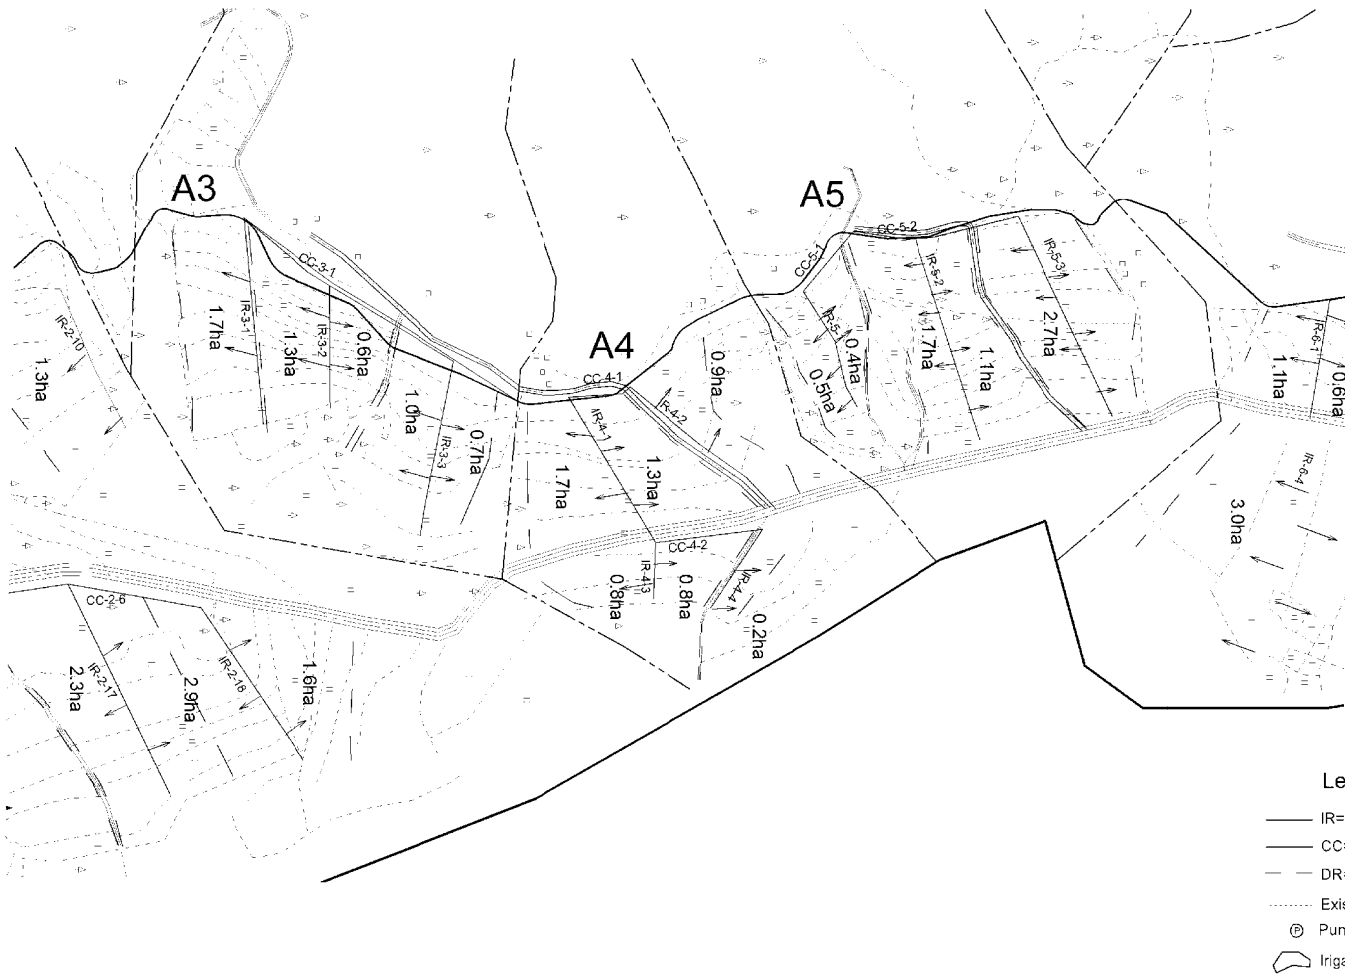 A3
A5
CC-5-2
CC-3-1
CC-5-1
IR-5-2
IR-5-3
IR-2-10
1.7ha
IR-3-1
1.3ha
IR-3-2
0.6ha
A4
CC-4-1
0.9ha
IR-5-
0.4ha
0.5ha
1.7ha
1.1ha
2.7ha
IR-6-1
1.1ha
10.6ha
1.3ha
1.0ha
IR-3-3
0.7ha
IR-4-1
IR-4-2
1.7ha
1.3ha
IR-6-4
3.0ha
CC-4-2
IR-4-3
0.8ha
0.8ha
IR-4-4
0.2ha
CC-2-6
IR-2-17
2.3ha
2.9ha
IR-2-18
1.6ha
Le
IR=
CC=
DR=
Exis
Pun
Iriga